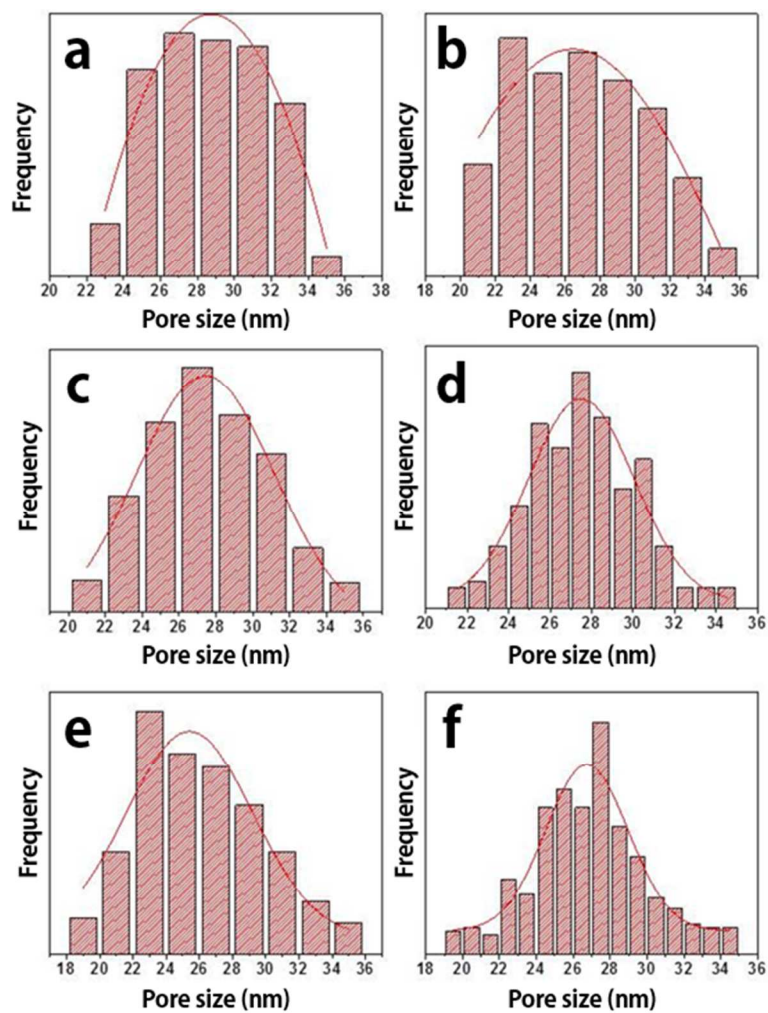 a
b
Frequency
Frequency
20 22 24 26 28 30 32 34 36 38
18 20 22 24 26 28 30 32 34 36
Pore size (nm)
Pore size (nm)
c
d
Frequency
Frequency
20 22 24 26 28 30 32 34 36
20 22 24 26 28 30 32 34 36
Pore size (nm)
Pore size (nm)
e
f
Frequency
Frequency
18 20 22 24 26 28 30 32 34 36
18 20 22 24 26 28 30 32 34 36
Pore size (nm)
Pore size (nm)